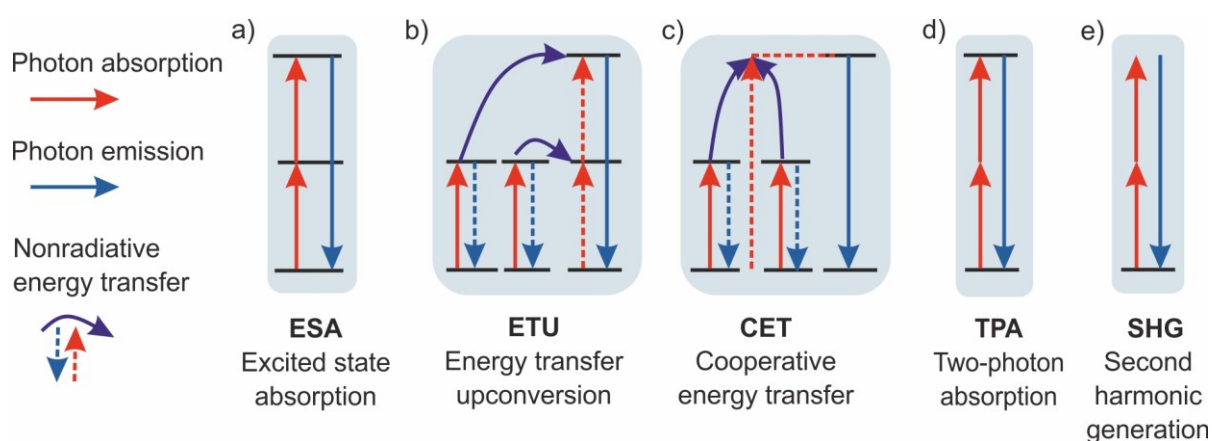 a)
b)
c)
d)
e)
Photon absorption
Photon emission
Nonradiative
energy transfer
ESA
Excited state
absorption
ETU
Energy transfer
upconversion
CET
Cooperative
energy transfer
TPA
Two-photon
absorption
SHG
Second
harmonic
generation